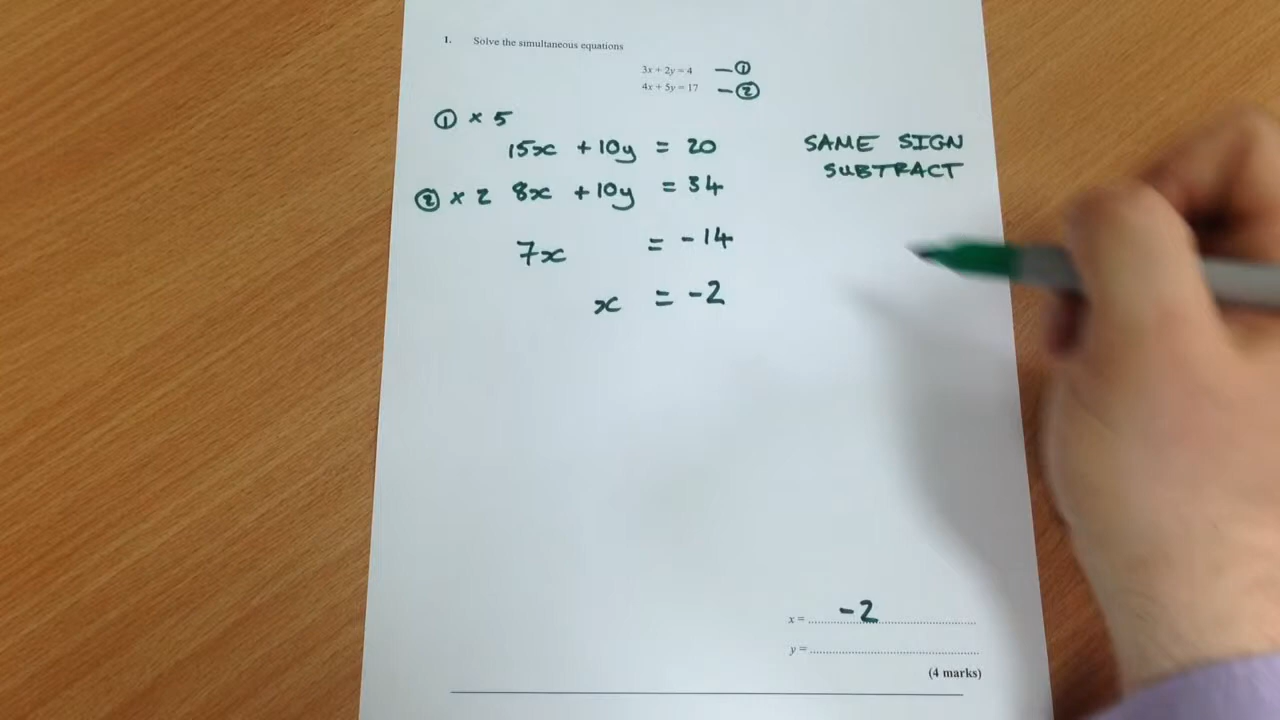 1. Solve the simultaneous equations
3x + 2y = 4 —①
4x + 5y = 17 —②
① × 5
15x + 10y = 20
SAME SIGN
SUBTRACT
② × 2 8x + 10y = 34
7x = -14
x = -2
x = -2
y =
(4 marks)